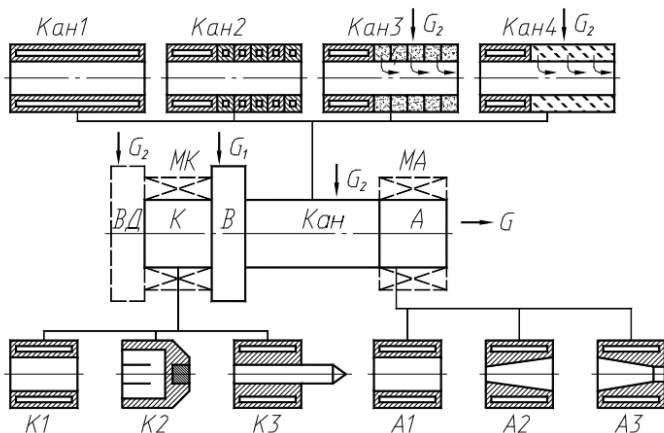 Кан1 Кан2 Кан3 G₂ Кан4 G₂
G₂ МК G₁ G₂ МА
ВД К В Кан А G
К1 К2 К3 А1 А2 А3